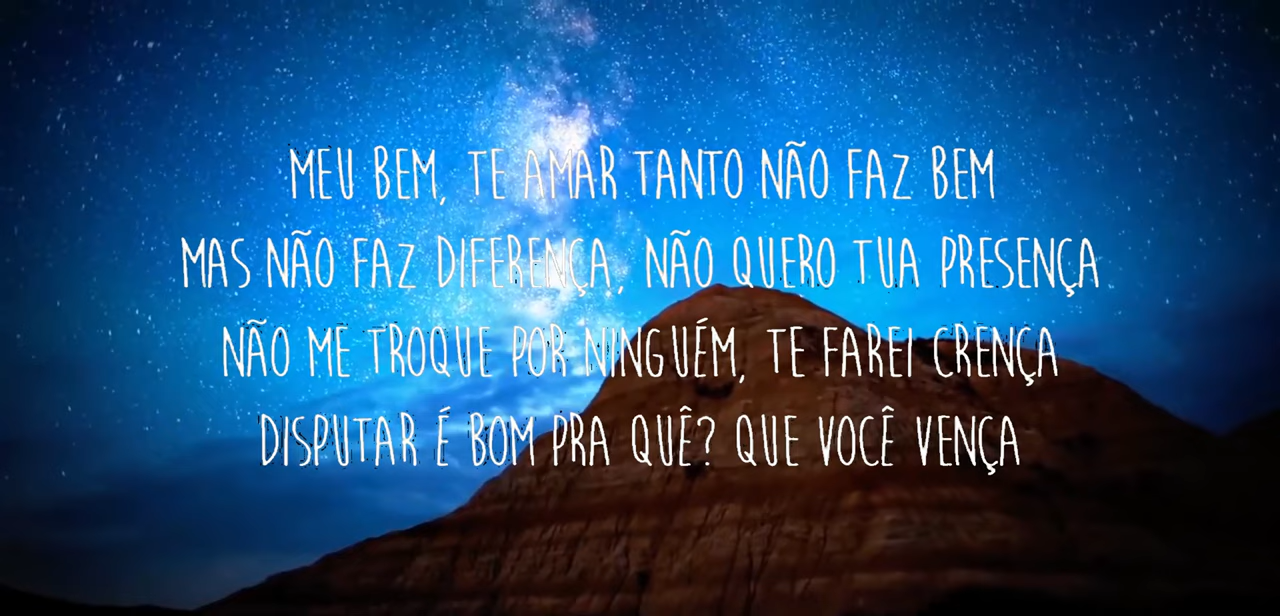 MEU BEM, TE AMAR TANTO NÃO FAZ BEM
MAS NÃO FAZ DIFERENÇA, NÃO QUERO TUA PRESENÇA
NÃO ME TROQUE POR NINGUÉM, TE FAREI CRENÇA
DISPUTAR É BOM PRA QUÊ? QUE VOCÊ VENÇA